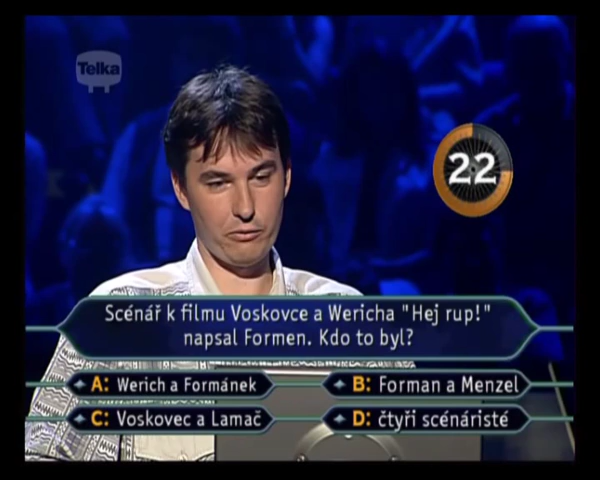 Telka
22
Scénář k filmu Voskovce a Wericha "Hej rup!"
napsal Formen. Kdo to byl?
A: Werich a Formánek
B: Forman a Menzel
C: Voskovec a Lamač
D: čtyři scénáristé